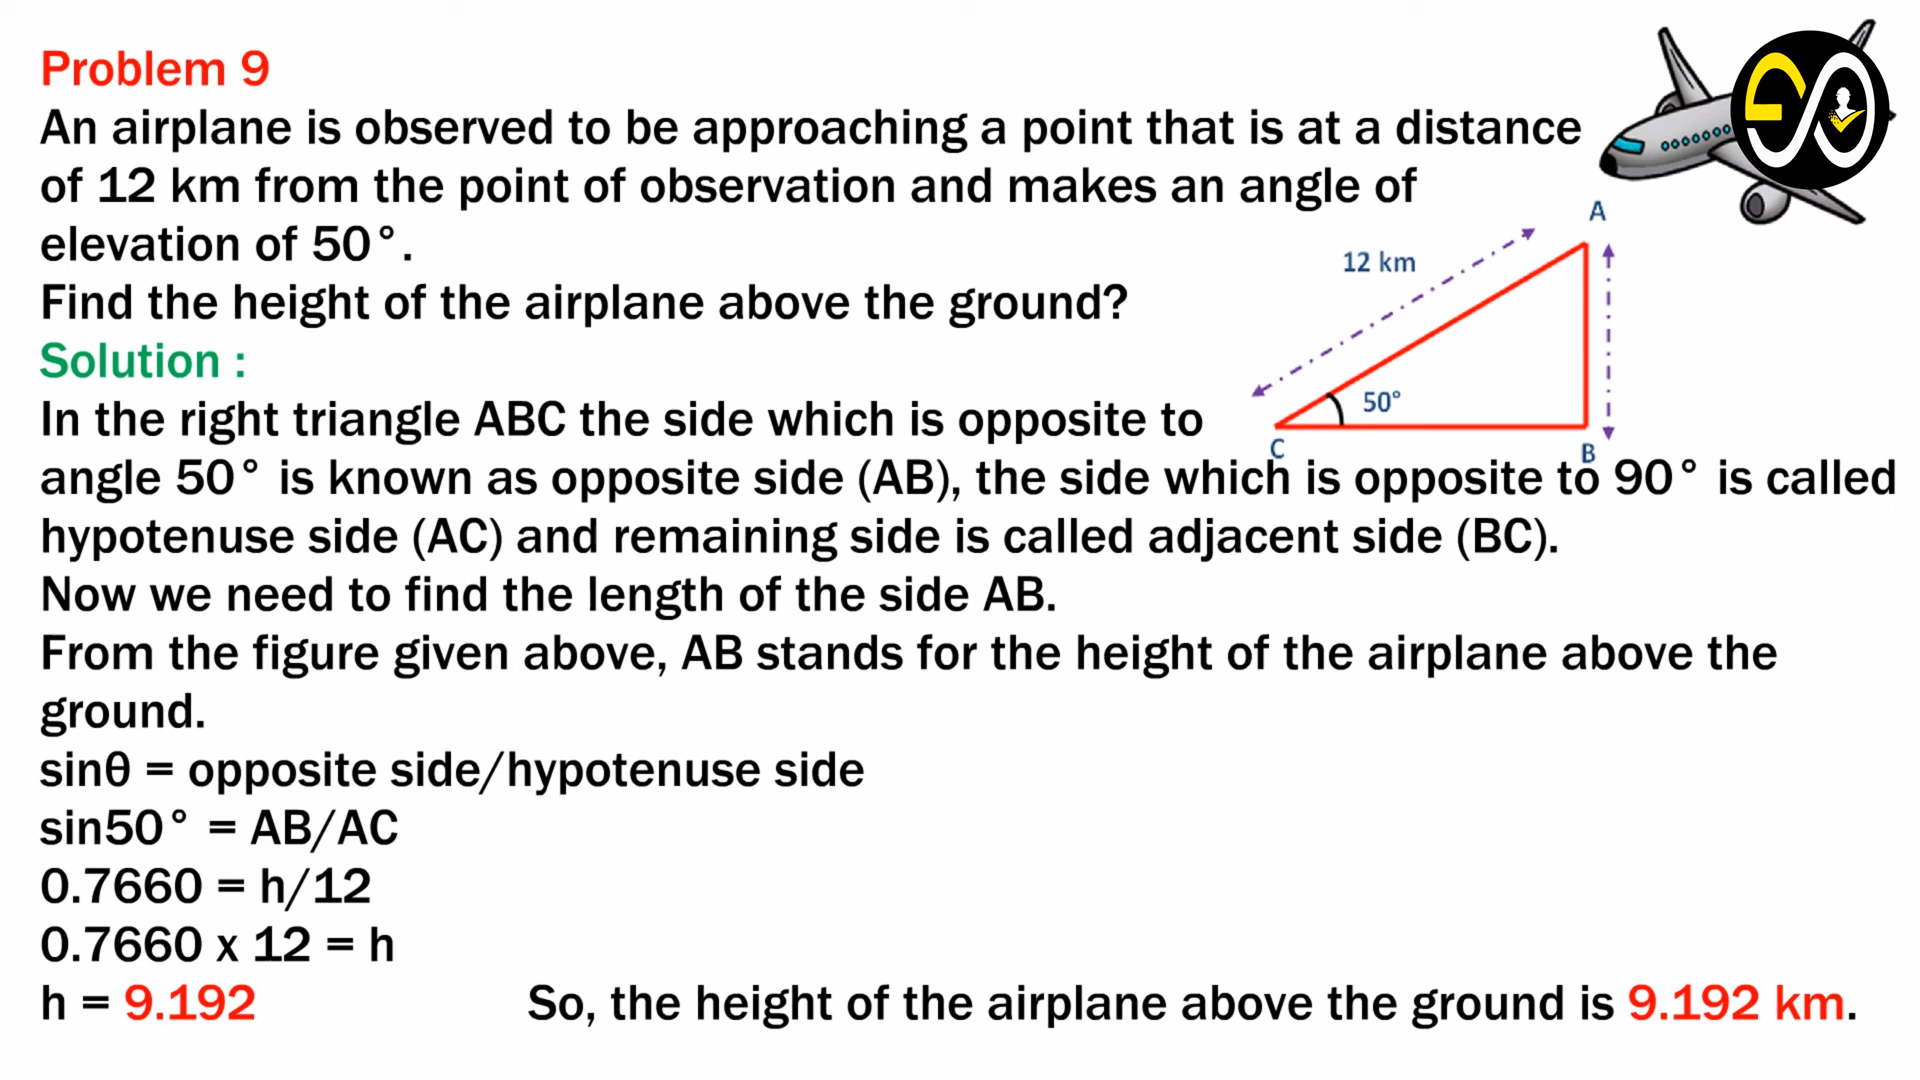 Problem 9
An airplane is observed to be approaching a point that is at a distance
of 12 km from the point of observation and makes an angle of
elevation of 50°.
Find the height of the airplane above the ground?
A
12 km
50°
C
B
Solution :
In the right triangle ABC the side which is opposite to
angle 50° is known as opposite side (AB), the side which is opposite to 90° is called
hypotenuse side (AC) and remaining side is called adjacent side (BC).
Now we need to find the length of the side AB.
From the figure given above, AB stands for the height of the airplane above the
ground.
sinθ = opposite side/hypotenuse side
sin50° = AB/AC
0.7660 = h/12
0.7660 x 12 = h
h = 9.192 So, the height of the airplane above the ground is 9.192 km.